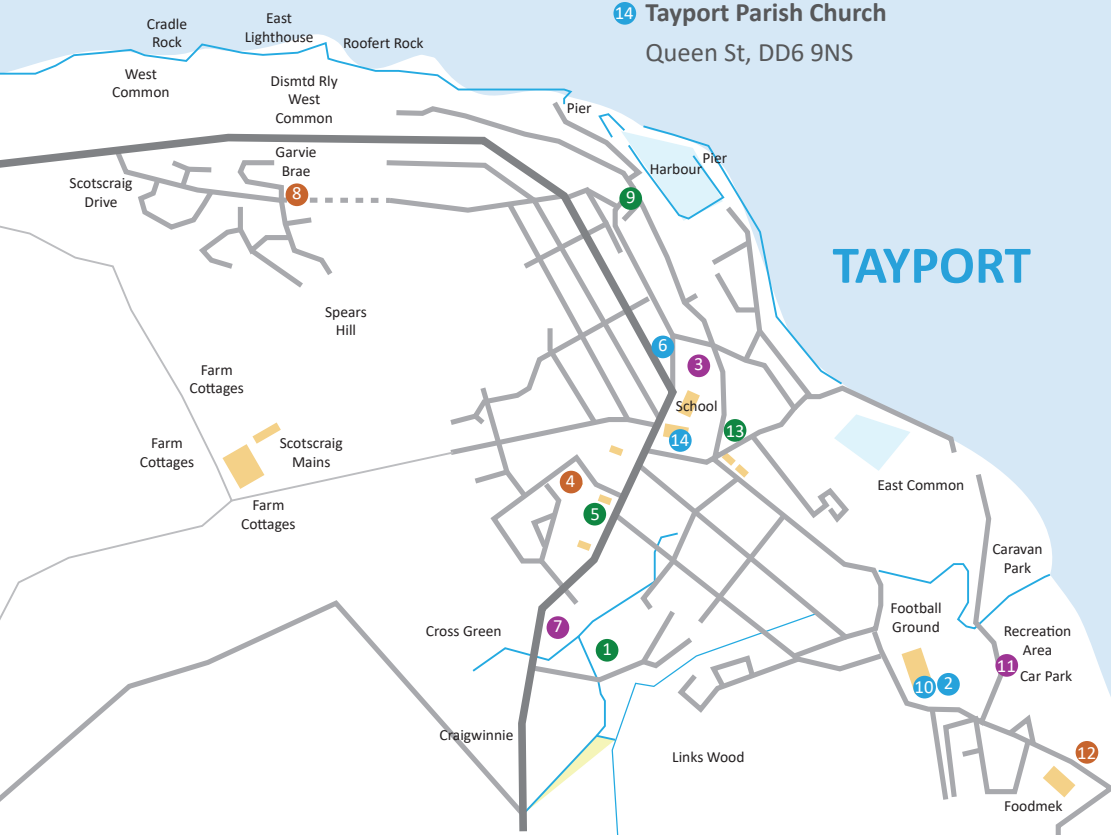 14 Tayport Parish Church
Queen St, DD6 9NS
Cradle
Rock
East
Lighthouse
Roofert Rock
West
Common
Dismtd Rly
West
Common
Pier
Garvie
Brae
Harbour
Pier
Scotscraig
Drive
8
9
TAYPORT
Spears
Hill
6
3
Farm
Cottages
School
13
14
Farm
Cottages
Scotscraig
Mains
4
East Common
Farm
Cottages
5
Caravan
Park
Football
Ground
Cross Green
7
1
Recreation
Area
11
Car Park
10
2
Craigwinnie
Links Wood
12
Foodmek